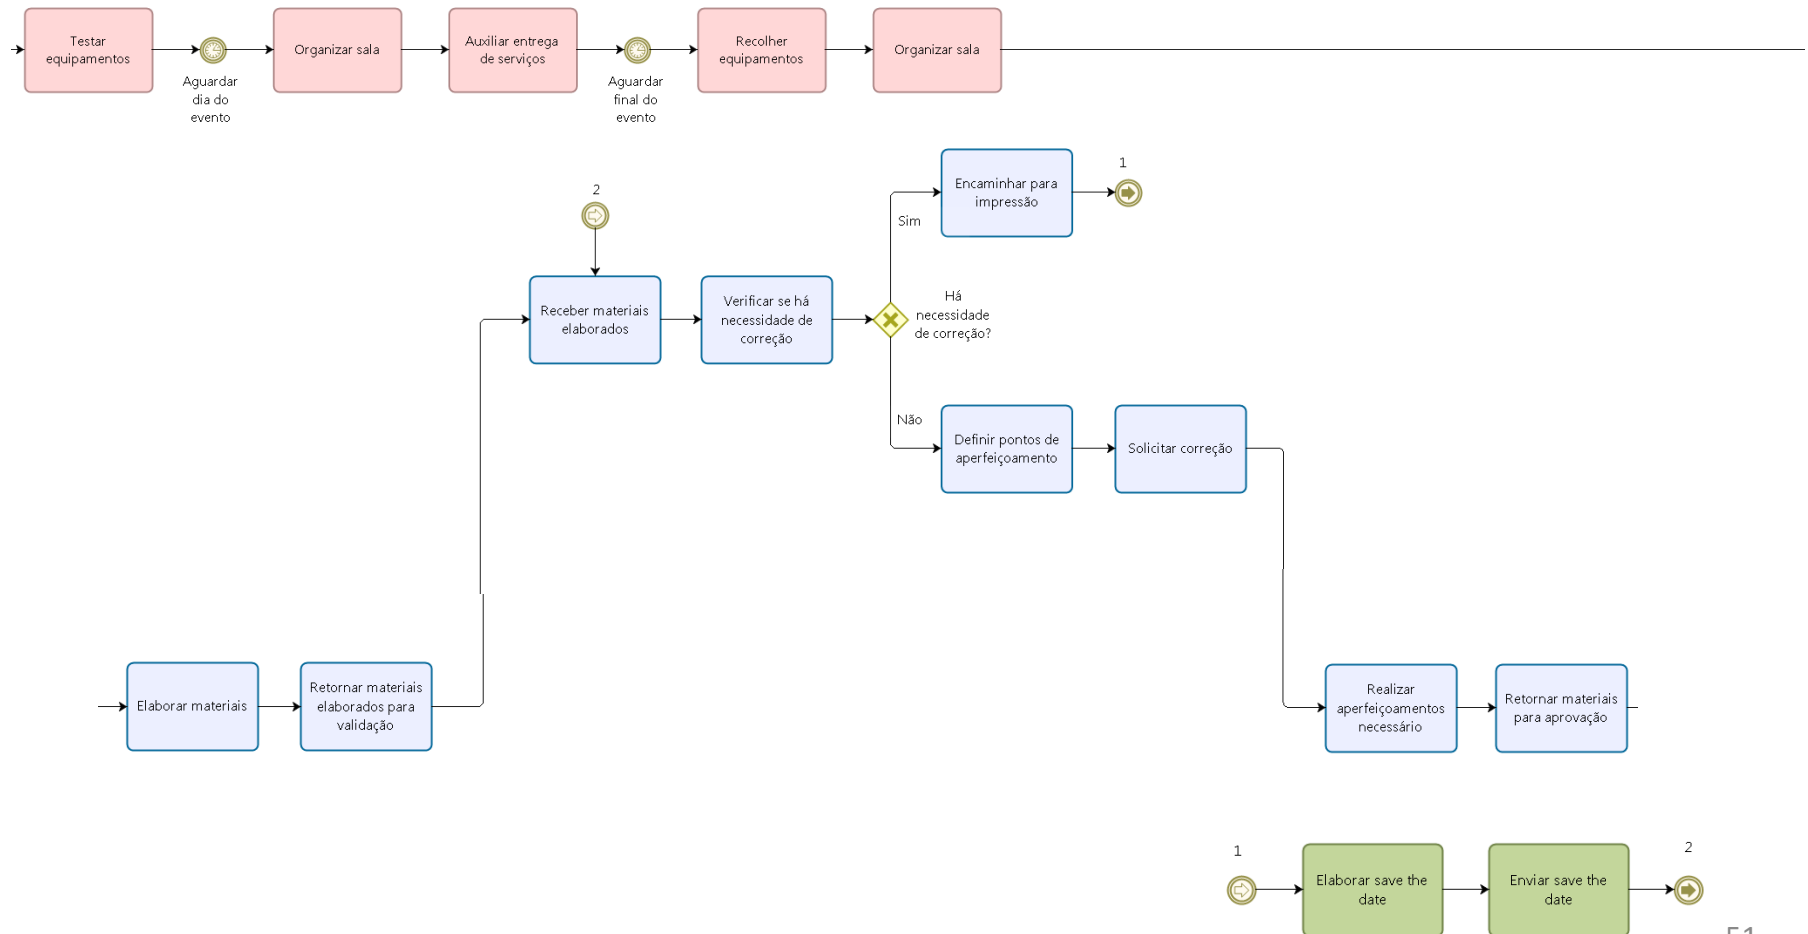 Testar
equipamentos
Aguardar
dia do
evento
Organizar sala
Auxiliar entrega
de serviços
Aguardar
final do
evento
Recolher
equipamentos
Organizar sala
2
Receber materiais
elaborados
Verificar se há
necessidade de
correção
Há
necessidade
de correção?
Sim
Encaminhar para
impressão
1
Não
Definir pontos de
aperfeiçoamento
Solicitar correção
Elaborar materiais
Retornar materiais
elaborados para
validação
Realizar
aperfeiçoamentos
necessário
Retornar materiais
para aprovação
1
Elaborar save the
date
Enviar save the
date
2
51